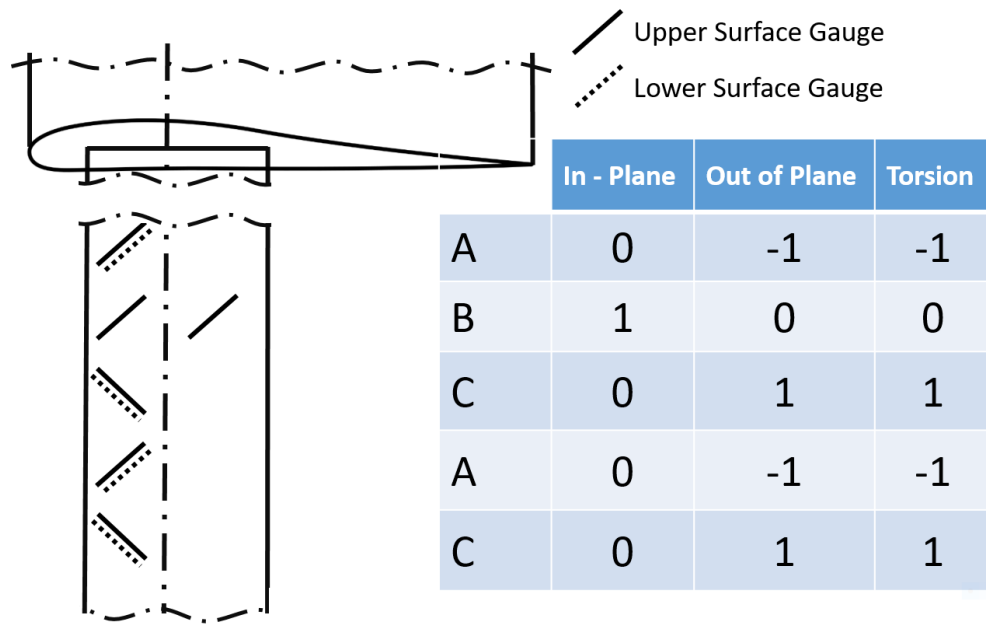 Upper Surface Gauge
Lower Surface Gauge
In - Plane Out of Plane Torsion
A 0 -1 -1
B 1 0 0
C 0 1 1
A 0 -1 -1
C 0 1 1